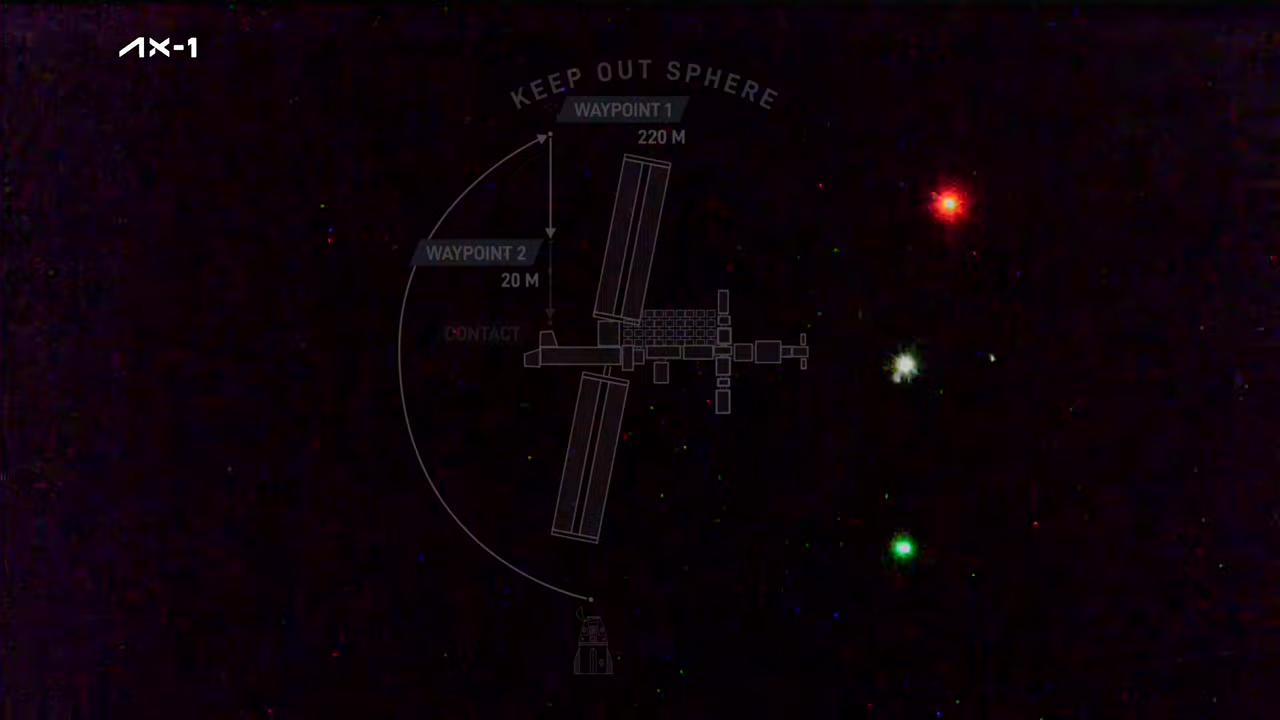 AX-1
KEEP OUT SPHERE
WAYPOINT 1
220 M
WAYPOINT 2
20 M
CONTACT